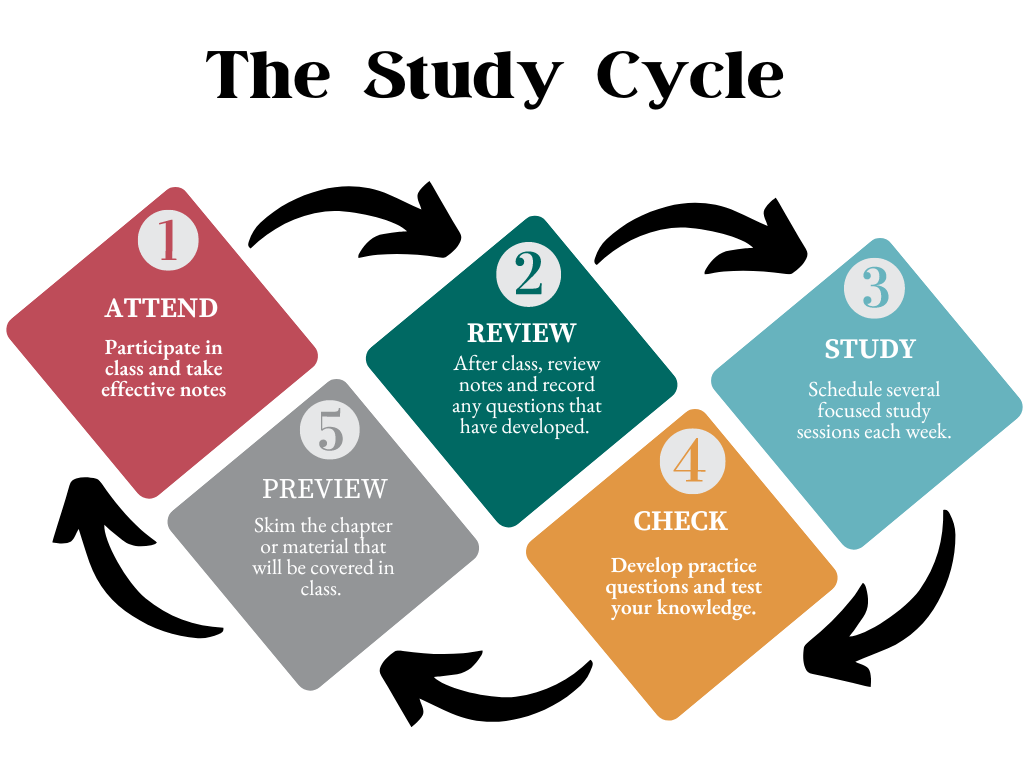 The Study Cycle
1
ATTEND
Participate in
class and take
effective notes
2
REVIEW
After class, review
notes and record
any questions that
have developed.
3
STUDY
Schedule several
focused study
sessions each week.
4
CHECK
Develop practice
questions and test
your knowledge.
5
PREVIEW
Skim the chapter
or material that
will be covered in
class.